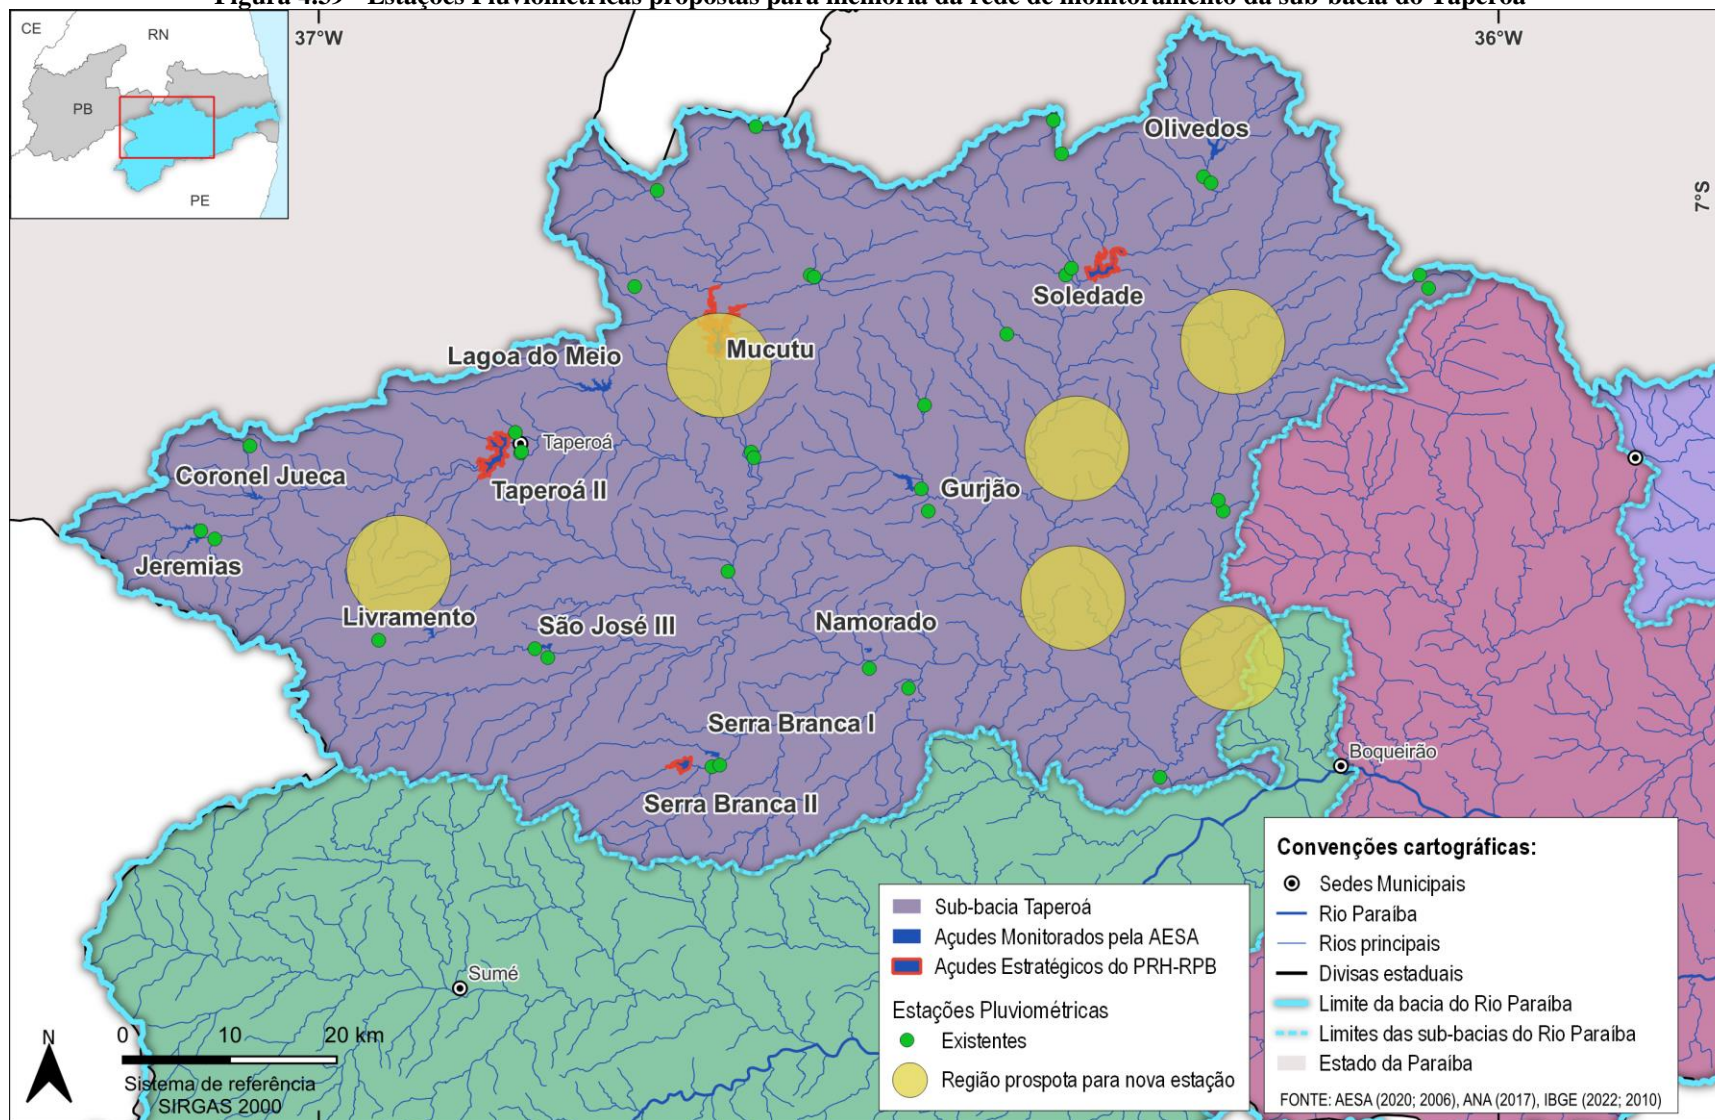 Figura 4.39 - Estações Pluviométricas propostas para memória da rede de monitoramento da sub-bacia do Taperoá
CE
RN
PB
PE
37°W
36°W
7°S
Olivedos
Soledade
Mucutu
Lagoa do Meio
Taperoá
Coronel Jueca
Taperoá II
Gurjão
Jeremias
Livramento
São José III
Namorado
Serra Branca I
Serra Branca II
Boqueirão
Sumé
N
0 10 20 km
Sistema de referência
SIRGAS 2000
Sub-bacia Taperoá
Açudes Monitorados pela AESA
Açudes Estratégicos do PRH-RPB
Estações Pluviométricas
Existentes
Região prospota para nova estação
Convenções cartográficas:
Sedes Municipais
Rio Paraíba
Rios principais
Divisas estaduais
Limite da bacia do Rio Paraíba
Limites das sub-bacias do Rio Paraíba
Estado da Paraíba
FONTE: AESA (2020; 2006), ANA (2017), IBGE (2022; 2010)